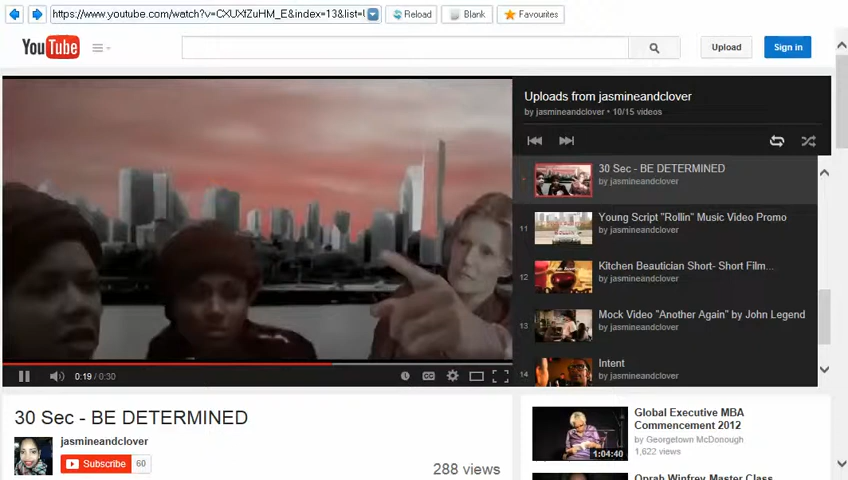 https://www.youtube.com/watch?v=CXUXfZuHM_E&index=13&list=
Reload
Blank
Favourites
YouTube
Upload
Sign in
Uploads from jasmineandclover
by jasmineandclover • 10/15 videos
30 Sec - BE DETERMINED
by jasmineandclover
11
Young Script "Rollin" Music Video Promo
by jasmineandclover
12
Kitchen Beautician Short- Short Film...
by jasmineandclover
13
Mock Video "Another Again" by John Legend
by jasmineandclover
14
Intent
by jasmineandclover
0:19 / 0:30
30 Sec - BE DETERMINED
jasmineandclover
Subscribe
60
288 views
1:04:40
Global Executive MBA
Commencement 2012
by Georgetown McDonough
1,622 views
Oprah Winfrey Master Class